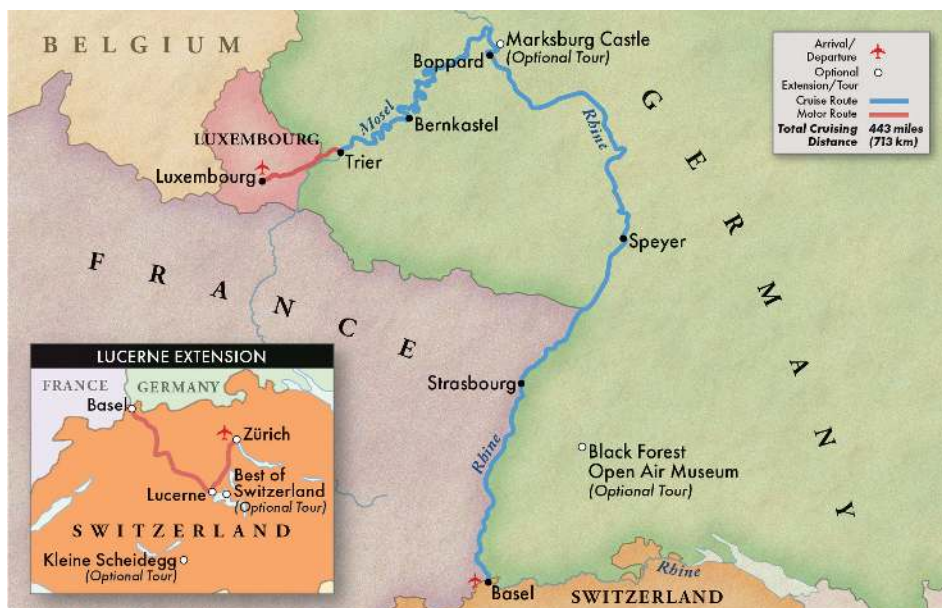 BELGIUM
Marksburg Castle
(Optional Tour)
Boppard
Arrival/
Departure
Optional
Extension/Tour
Cruise Route
Motor Route
Total Cruising 443 miles
Distance (713 km)
GERMANY
Mosel
Rhine
Bernkastel
LUXEMBOURG
Trier
Luxembourg
Speyer
FRANCE
Strasbourg
Rhine
Black Forest
Open Air Museum
(Optional Tour)
Rhine
Basel
SWITZERLAND
LUCERNE EXTENSION
FRANCE
GERMANY
Basel
Zürich
Best of
Switzerland
(Optional Tour)
Lucerne
SWITZERLAND
Kleine Scheidegg
(Optional Tour)